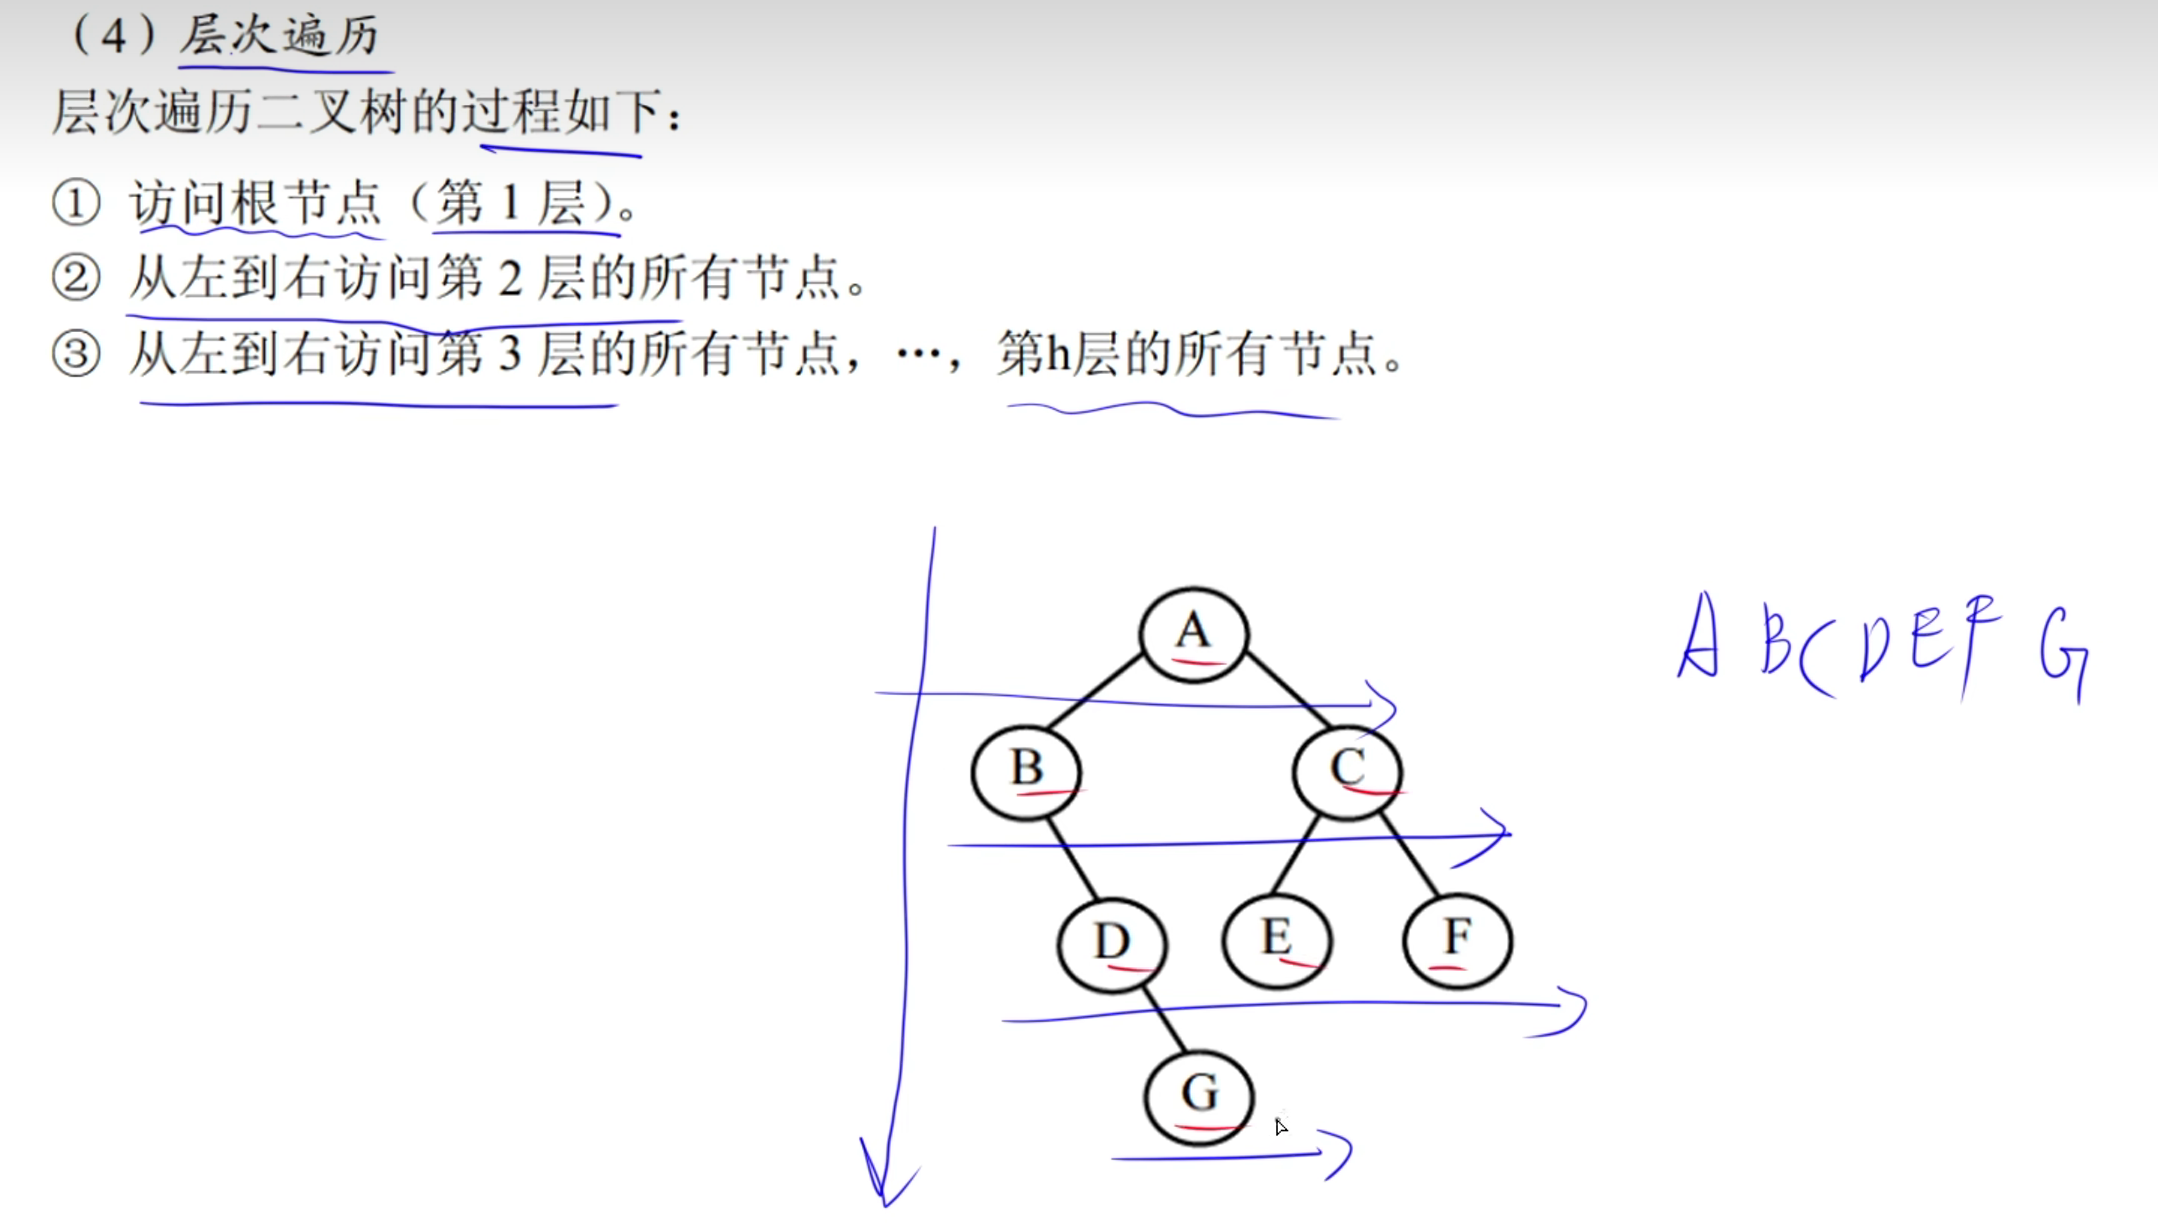 （4）层次遍历
层次遍历二叉树的过程如下：
① 访问根节点（第 1 层）。
② 从左到右访问第 2 层的所有节点。
③ 从左到右访问第 3 层的所有节点，…，第h层的所有节点。
A
A B C D E F G
B C
D E F
G